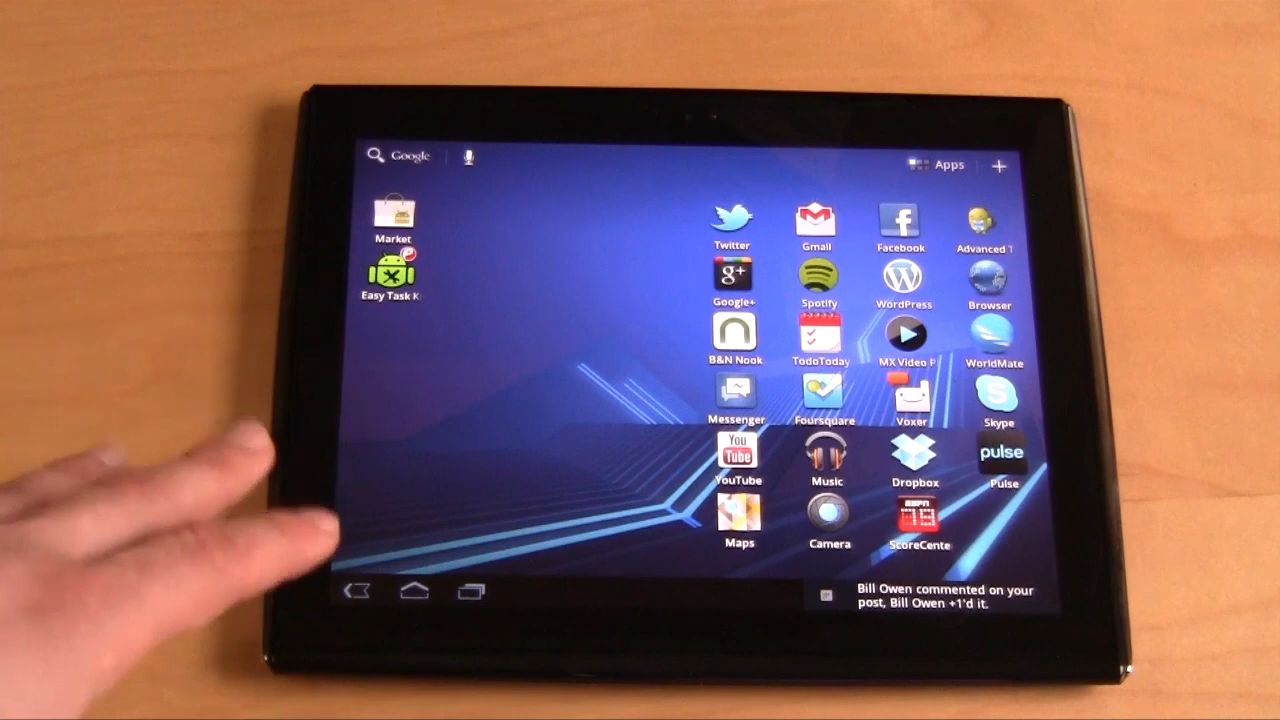 Google
Apps
Market
Easy Task K
Twitter
Gmail
Facebook
Advanced T
g+
Google+
Spotify
WordPress
Browser
B&N Nook
TodoToday
MX Video P
WorldMate
Messenger
Foursquare
Voxer
Skype
You
Tube
pulse
YouTube
Music
Dropbox
Pulse
ESPN
19
Maps
Camera
ScoreCente
Bill Owen commented on your
post, Bill Owen +1'd it.